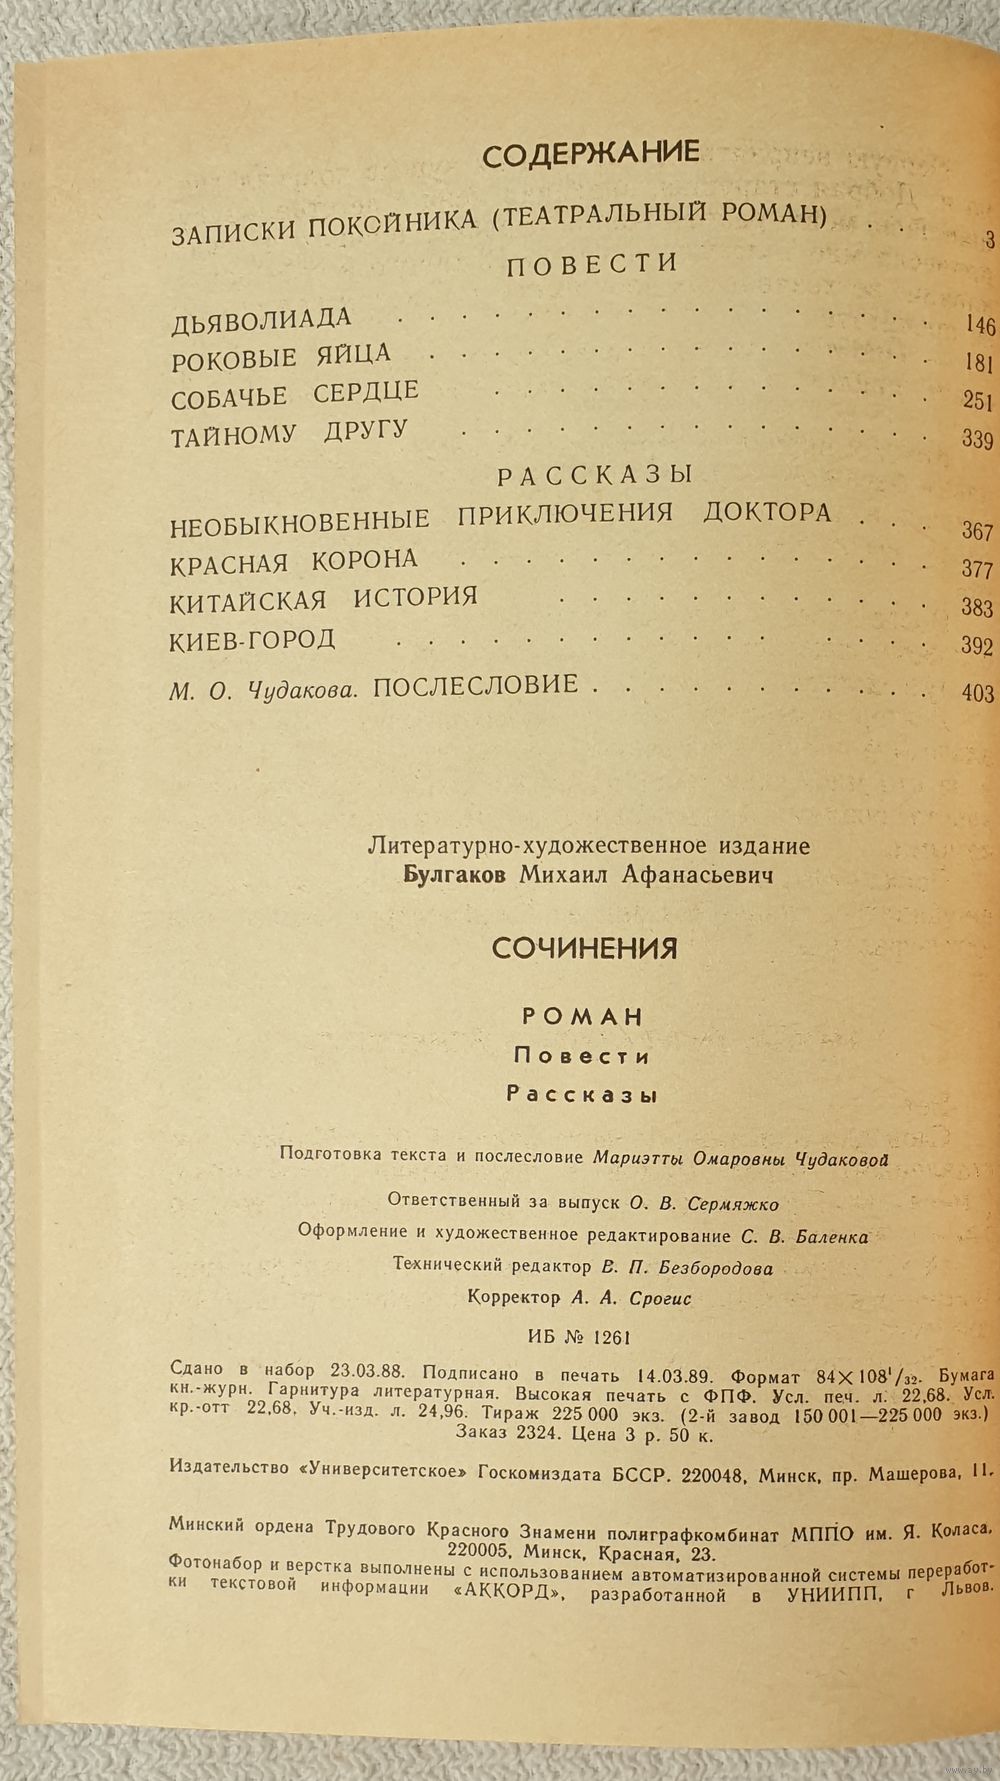 СОДЕРЖАНИЕ
ЗАПИСКИ ПОКОЙНИКА (ТЕАТРАЛЬНЫЙ РОМАН) . . 3
ПОВЕСТИ
ДЬЯВОЛИАДА . . . . . . . . . . . . . . . . . 146
РОКОВЫЕ ЯЙЦА . . . . . . . . . . . . . . . . 181
СОБАЧЬЕ СЕРДЦЕ . . . . . . . . . . . . . . 251
ТАЙНОМУ ДРУГУ . . . . . . . . . . . . . . . 339
РАССКАЗЫ
НЕОБЫКНОВЕННЫЕ ПРИКЛЮЧЕНИЯ ДОКТОРА . . . 367
КРАСНАЯ КОРОНА . . . . . . . . . . . . . . . 377
КИТАЙСКАЯ ИСТОРИЯ . . . . . . . . . . . . 383
КИЕВ-ГОРОД . . . . . . . . . . . . . . . . 392
М. О. Чудакова. ПОСЛЕСЛОВИЕ . . . . . . . . . . . 403
Литературно-художественное издание
Булгаков Михаил Афанасьевич
СОЧИНЕНИЯ
РОМАН
Повести
Рассказы
Подготовка текста и послесловие Мариэтты Омаровны Чудаковой
Ответственный за выпуск О. В. Сермяжко
Оформление и художественное редактирование С. В. Баленка
Технический редактор В. П. Безбородова
Корректор А. А. Срогис
ИБ № 1261
Сдано в набор 23.03.88. Подписано в печать 14.03.89. Формат 84×108¹/₃₂. Бумага
кн.-журн. Гарнитура литературная. Высокая печать с ФПФ. Усл. печ. л. 22,68. Усл.
кр.-отт 22,68. Уч.-изд. л. 24,96. Тираж 225 000 экз. (2-й завод 150 001—225 000 экз.)
Заказ 2324. Цена 3 р. 50 к.
Издательство «Университетское» Госкомиздата БССР. 220048, Минск, пр. Машерова, 11.
Минский ордена Трудового Красного Знамени полиграфкомбинат МППО им. Я. Коласа.
220005, Минск, Красная, 23.
Фотонабор и верстка выполнены с использованием автоматизированной системы переработ-
ки текстовой информации «АККОРД», разработанной в УНИИПП, г Львов.
www.ay.by